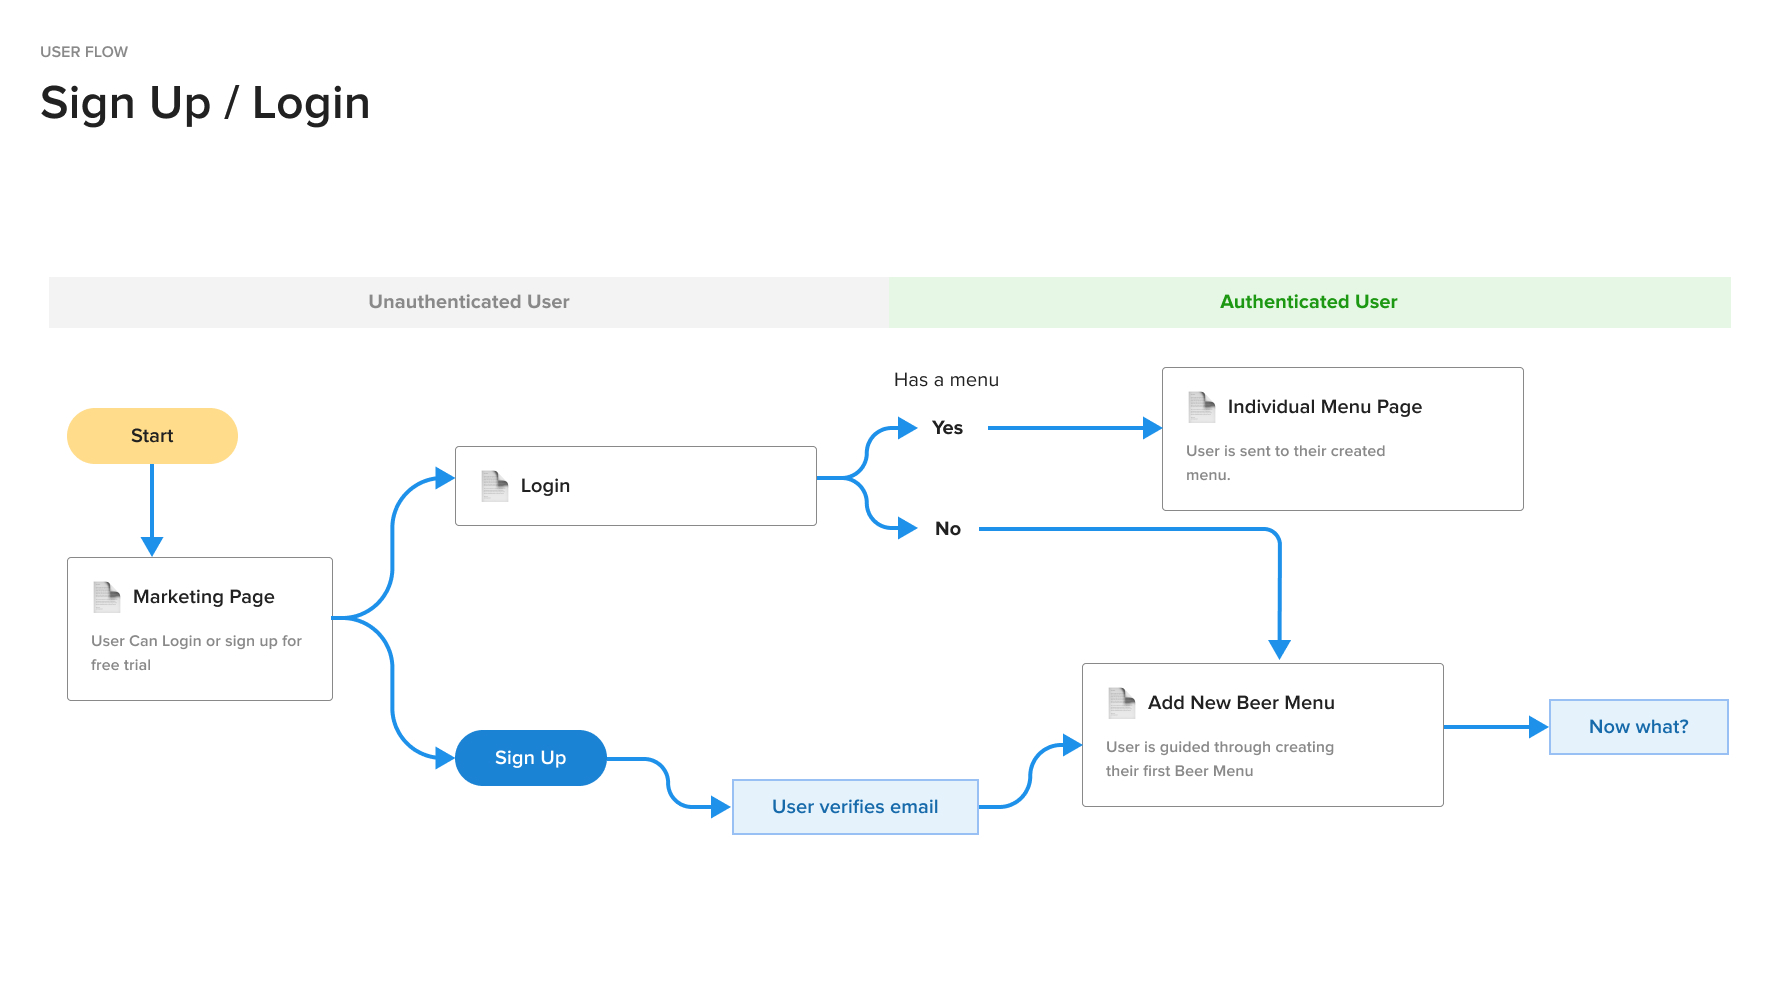 USER FLOW
Sign Up / Login
Unauthenticated User
Authenticated User
Has a menu
Start
Yes
Individual Menu Page
User is sent to their created
menu.
Login
No
Marketing Page
User Can Login or sign up for
free trial
Add New Beer Menu
User is guided through creating
their first Beer Menu
Now what?
Sign Up
User verifies email